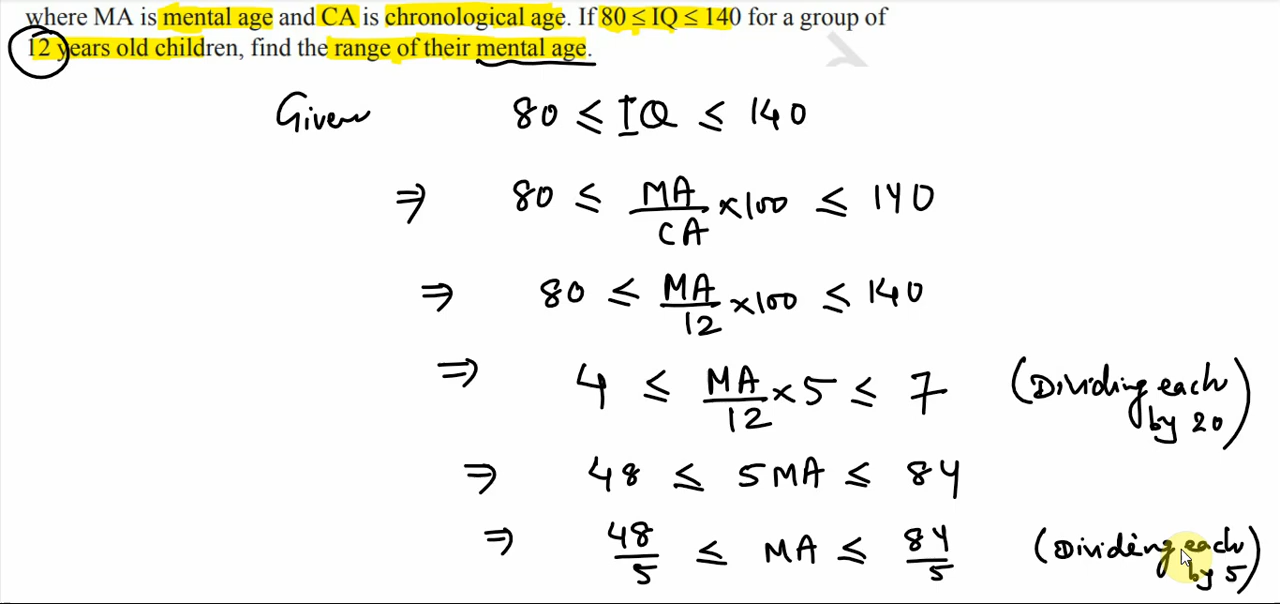 where MA is mental age and CA is chronological age. If 80 ≤ IQ ≤ 140 for a group of
12 years old children, find the range of their mental age.
Given 80 ≤ IQ ≤ 140
⇒ 80 ≤ MA/CA × 100 ≤ 140
⇒ 80 ≤ MA/12 × 100 ≤ 140
⇒ 4 ≤ MA/12 × 5 ≤ 7 (Dividing each by 20)
⇒ 48 ≤ 5MA ≤ 84
⇒ 48/5 ≤ MA ≤ 84/5 (Dividing each by 5)